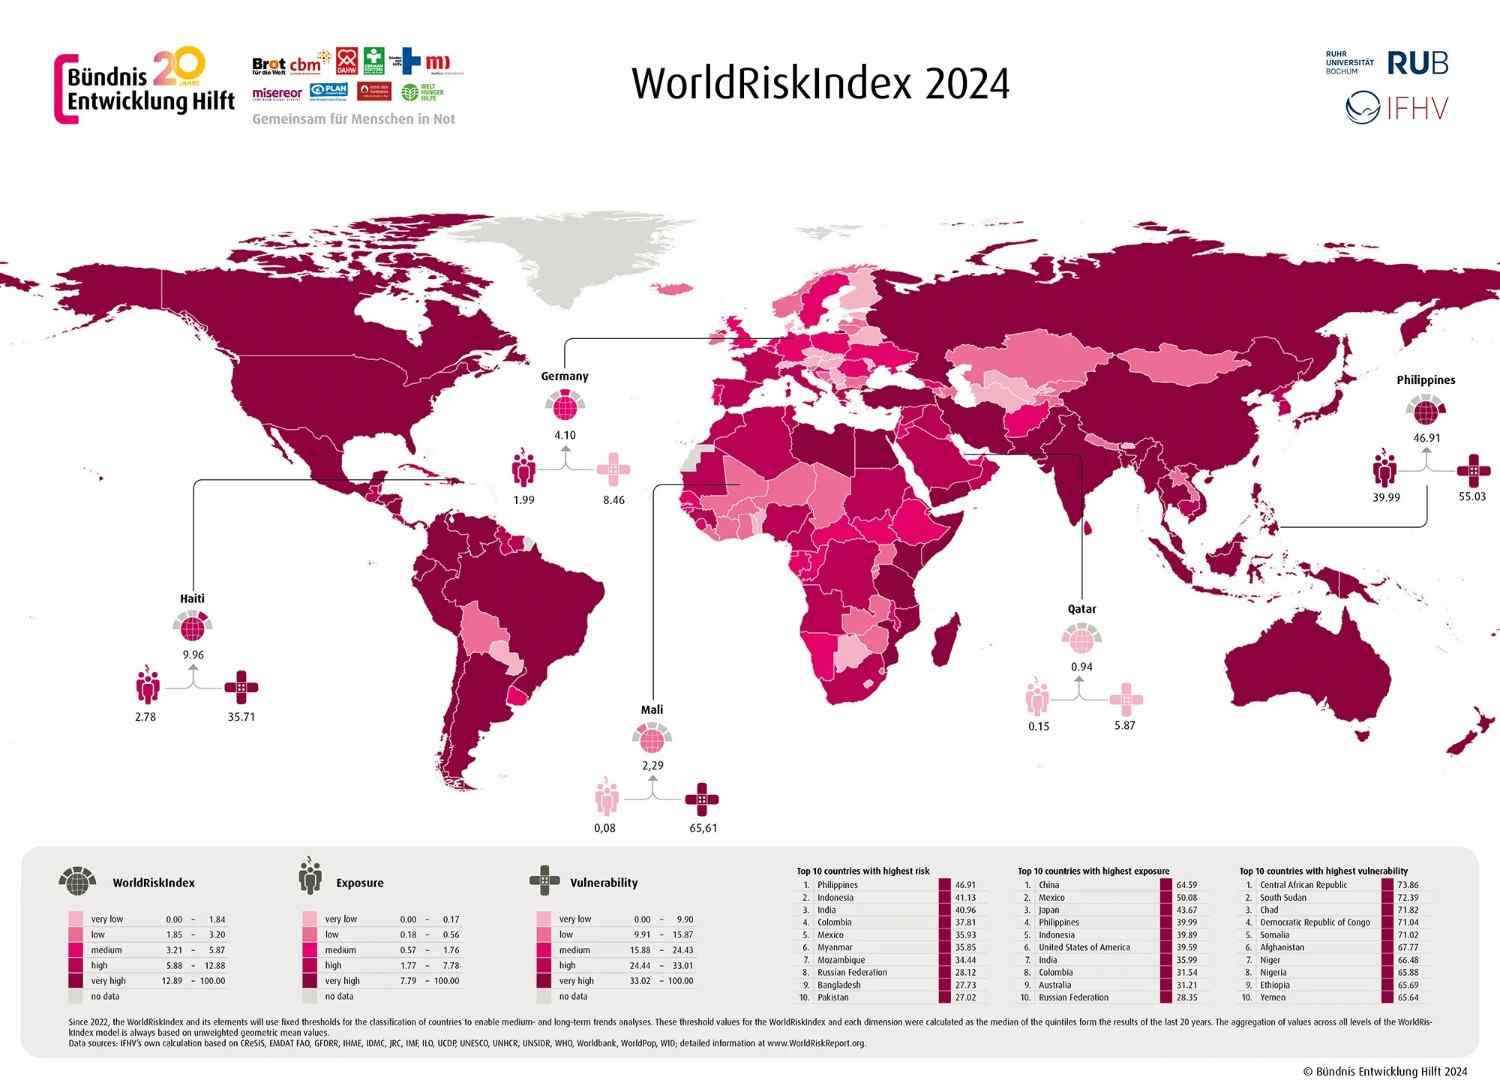 Bündnis 20 JAHRE
Entwicklung Hilft
Brot für die Welt
cbm
DAHW
misereor
PLAN
WELT HUNGER HILFE
Gemeinsam für Menschen in Not
WorldRiskIndex 2024
RUHR UNIVERSITÄT BOCHUM
RUB
IFHV
Germany
4.10
1.99 8.46
Philippines
46.91
39.99 55.03
Haiti
9.96
2.78 35.71
Qatar
0.94
0.15 5.87
Mali
2,29
0,08 65,61
WorldRiskIndex
very low 0.00 – 1.84
low 1.85 – 3.20
medium 3.21 – 5.87
high 5.88 – 12.88
very high 12.89 – 100.00
no data
Exposure
very low 0.00 – 0.17
low 0.18 – 0.56
medium 0.57 – 1.76
high 1.77 – 7.78
very high 7.79 – 100.00
no data
Vulnerability
very low 0.00 – 9.90
low 9.91 – 15.87
medium 15.88 – 24.43
high 24.44 – 33.01
very high 33.02 – 100.00
no data
Top 10 countries with highest risk
1. Philippines 46.91
2. Indonesia 41.13
3. India 40.96
4. Colombia 37.81
5. Mexico 35.93
6. Myanmar 35.85
7. Mozambique 34.44
8. Russian Federation 28.12
9. Bangladesh 27.73
10. Pakistan 27.02
Top 10 countries with highest exposure
1. China 64.59
2. Mexico 50.08
3. Japan 43.67
4. Philippines 39.99
5. Indonesia 39.89
6. United States of America 39.59
7. India 35.99
8. Colombia 31.54
9. Australia 31.21
10. Russian Federation 28.35
Top 10 countries with highest vulnerability
1. Central African Republic 73.86
2. South Sudan 72.39
3. Chad 71.82
4. Democratic Republic of Congo 71.04
5. Somalia 71.02
6. Afghanistan 67.77
7. Niger 66.48
8. Nigeria 65.88
9. Ethiopia 65.69
10. Yemen 65.64
Since 2022, the WorldRiskIndex and its elements will use fixed thresholds for the classification of countries to enable medium- and long-term trends analyses. These threshold values for the WorldRiskIndex and each dimension were calculated as the median of the quintiles form the results of the last 20 years. The aggregation of values across all levels of the WorldRis-
kIndex model is always based on unweighted geometric mean values.
Data sources: IFHV's own calculation based on CReSiS, EMDAT FAO, GFDRR, IHME, IDMC, JRC, IMF, ILO, UCDP, UNESCO, UNHCR, UNSIDR, WHO, Worldbank, WorldPop, WID; detailed information at www.WorldRiskReport.org.
© Bündnis Entwicklung Hilft 2024